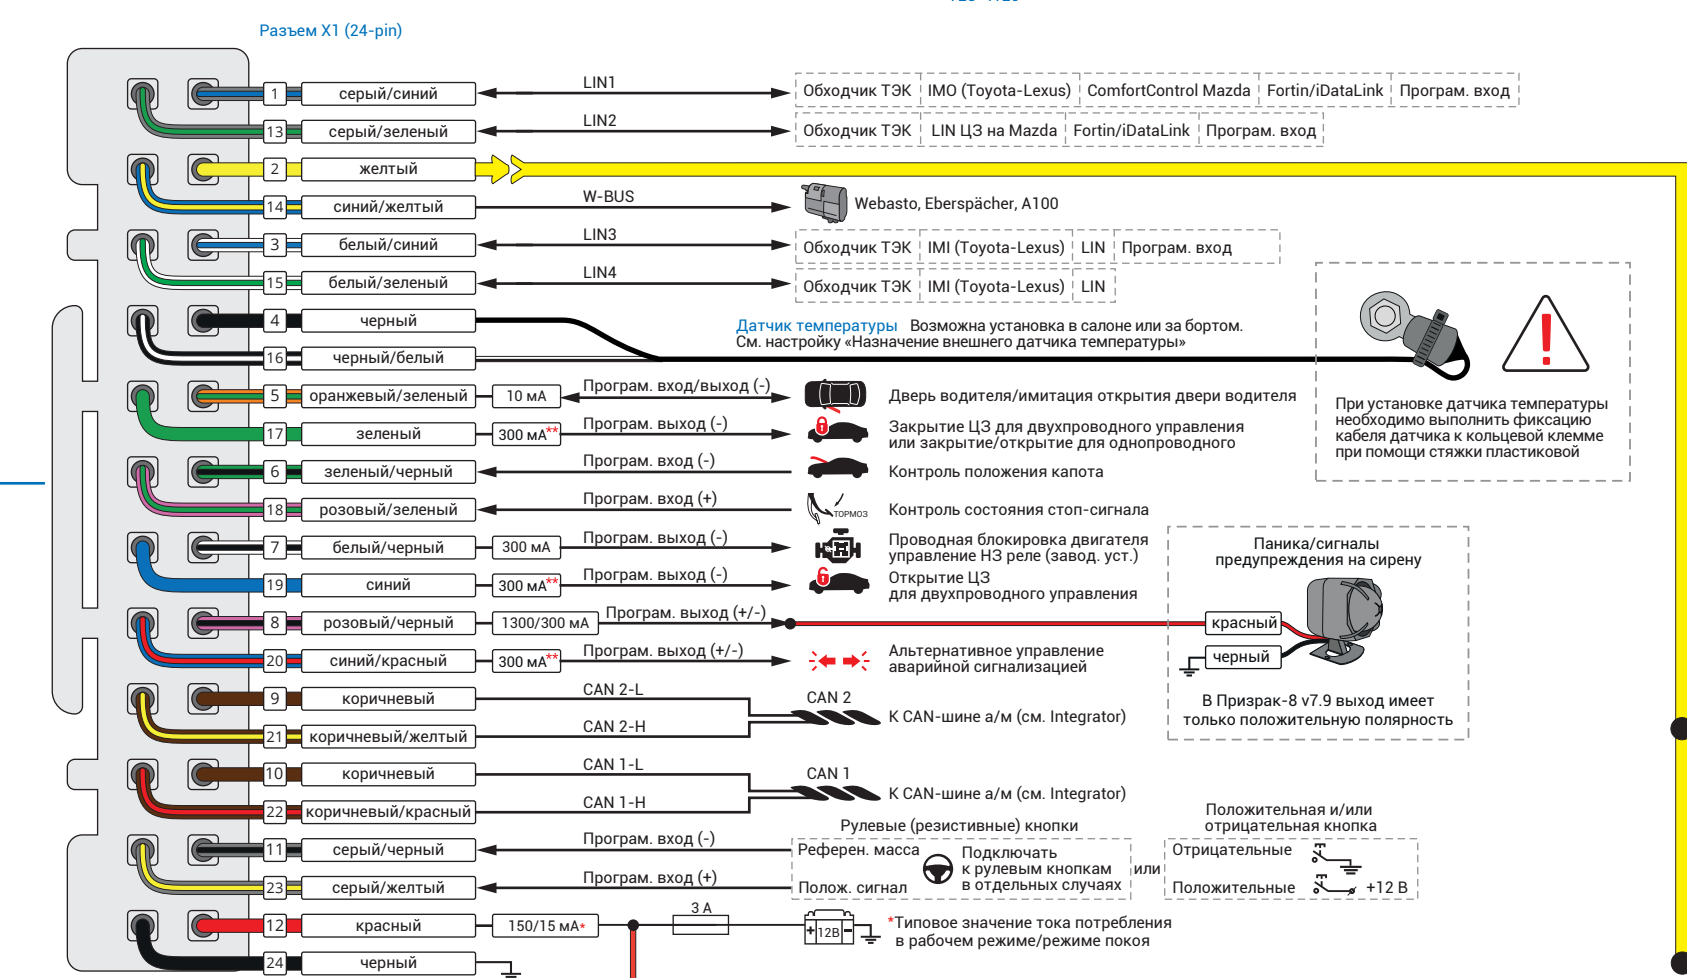 Разъем X1 (24-pin)
1 серый/синий LIN1 Обходчик ТЭК IMO (Toyota-Lexus) ComfortControl Mazda Fortin/iDataLink Програм. вход
13 серый/зеленый LIN2 Обходчик ТЭК LIN ЦЗ на Mazda Fortin/iDataLink Програм. вход
2 желтый
14 синий/желтый W-BUS Webasto, Eberspächer, A100
3 белый/синий LIN3 Обходчик ТЭК IMI (Toyota-Lexus) LIN Програм. вход
15 белый/зеленый LIN4 Обходчик ТЭК IMI (Toyota-Lexus) LIN
4 черный
Датчик температуры Возможна установка в салоне или за бортом.
См. настройку «Назначение внешнего датчика температуры»
16 черный/белый
!
При установке датчика температуры
необходимо выполнить фиксацию
кабеля датчика к кольцевой клемме
при помощи стяжки пластиковой
5 оранжевый/зеленый 10 мА Програм. вход/выход (-) Дверь водителя/имитация открытия двери водителя
17 зеленый 300 мА** Програм. выход (-) Закрытие ЦЗ для двухпроводного управления
или закрытие/открытие для однопроводного
6 зеленый/черный Програм. вход (-) Контроль положения капота
18 розовый/зеленый Програм. вход (+) ТОРМОЗ Контроль состояния стоп-сигнала
7 белый/черный 300 мА Програм. выход (-) Проводная блокировка двигателя
управление НЗ реле (завод. уст.)
19 синий 300 мА** Програм. выход (-) Открытие ЦЗ
для двухпроводного управления
8 розовый/черный 1300/300 мА Програм. выход (+/-)
Паника/сигналы
предупреждения на сирену
красный
черный
В Призрак-8 v7.9 выход имеет
только положительную полярность
20 синий/красный 300 мА** Програм. выход (+/-) Альтернативное управление
аварийной сигнализацией
9 коричневый CAN 2-L CAN 2
К CAN-шине а/м (см. Integrator)
21 коричневый/желтый CAN 2-H
10 коричневый CAN 1-L CAN 1
К CAN-шине а/м (см. Integrator)
22 коричневый/красный CAN 1-H
Рулевые (резистивные) кнопки
Положительная и/или
отрицательная кнопка
11 серый/черный Програм. вход (-) Референ. масса
Подключать
к рулевым кнопкам
в отдельных случаях
или
Отрицательные
23 серый/желтый Програм. вход (+) Полож. сигнал
Положительные +12 В
12 красный 150/15 мА* 3 А + 12В −
*Типовое значение тока потребления
в рабочем режиме/режиме покоя
24 черный